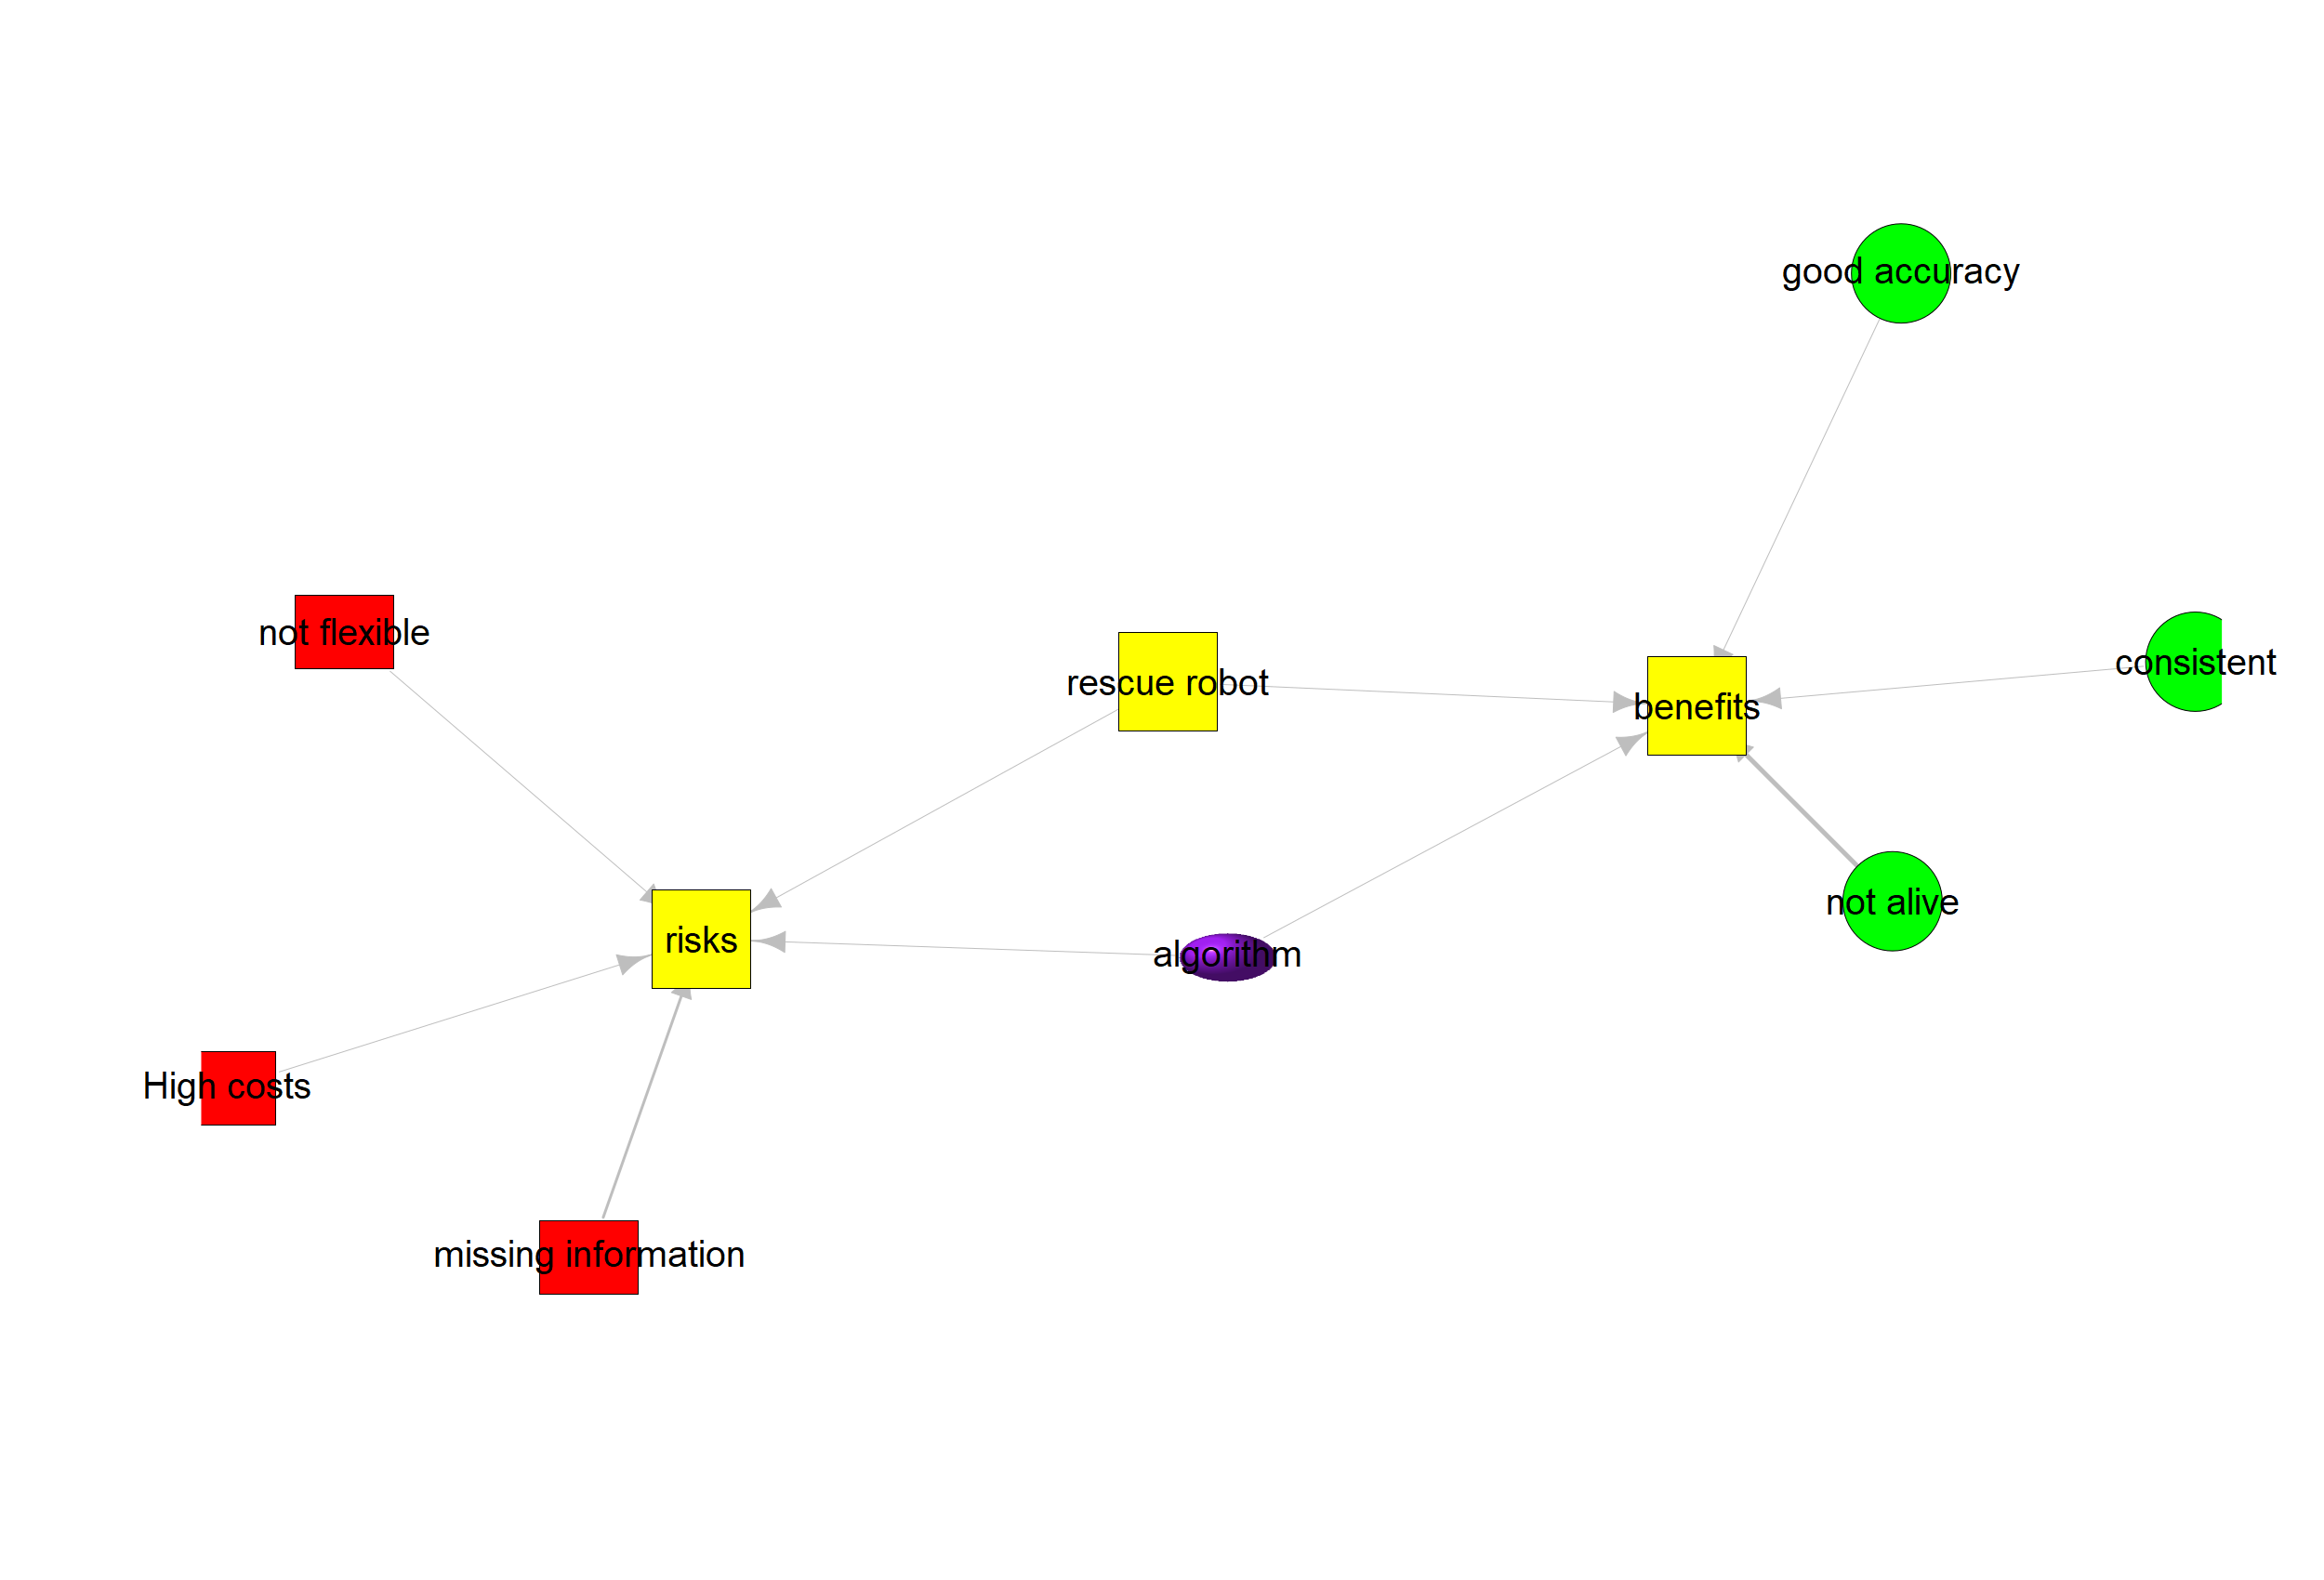 good accuracy
not flexible
consistent
rescue robot
benefits
not alive
risks
algorithm
High costs
missing information